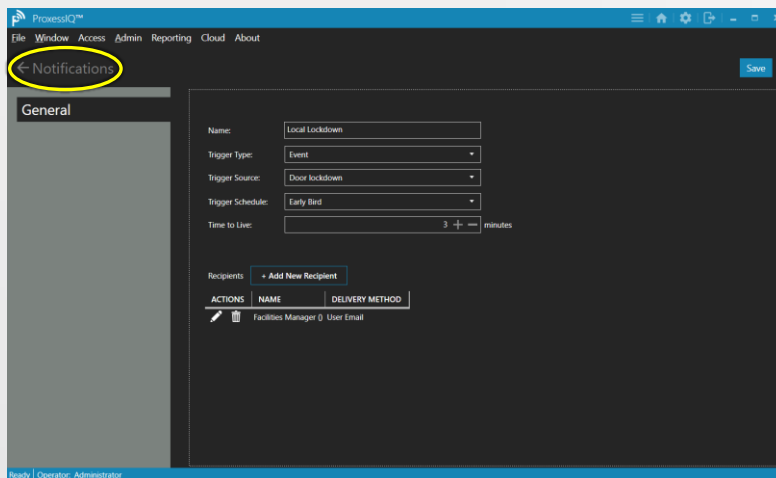 ProxessIQ™
File Window Access Admin Reporting Cloud About
Notifications
Save
General
Name: Local Lockdown
Trigger Type: Event
Trigger Source: Door lockdown
Trigger Schedule: Early Bird
Time to Live: 3 minutes
Recipients + Add New Recipient
ACTIONS NAME DELIVERY METHOD
Facilities Manager () User Email
Ready Operator: Administrator